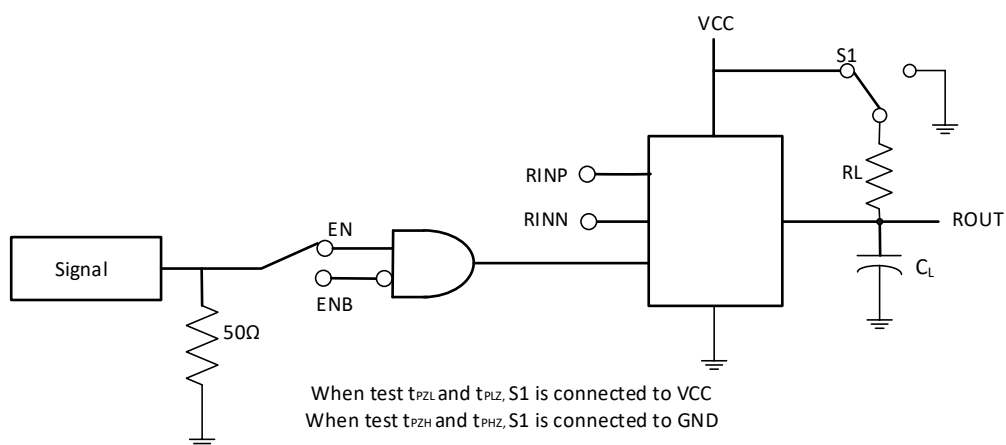 VCC
S1
RINP
RL
RINN
ROUT
EN
Signal
ENB
CL
50Ω
When test tPZL and tPLZ, S1 is connected to VCC
When test tPZH and tPHZ, S1 is connected to GND